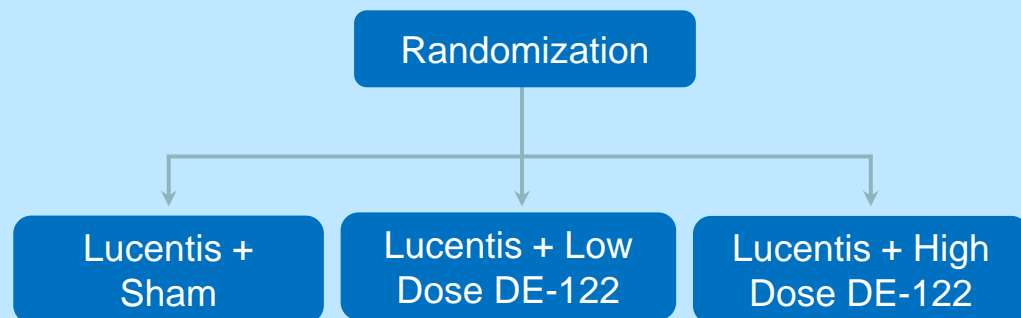 Randomization
Lucentis +
Sham
Lucentis + Low
Dose DE-122
Lucentis + High
Dose DE-122